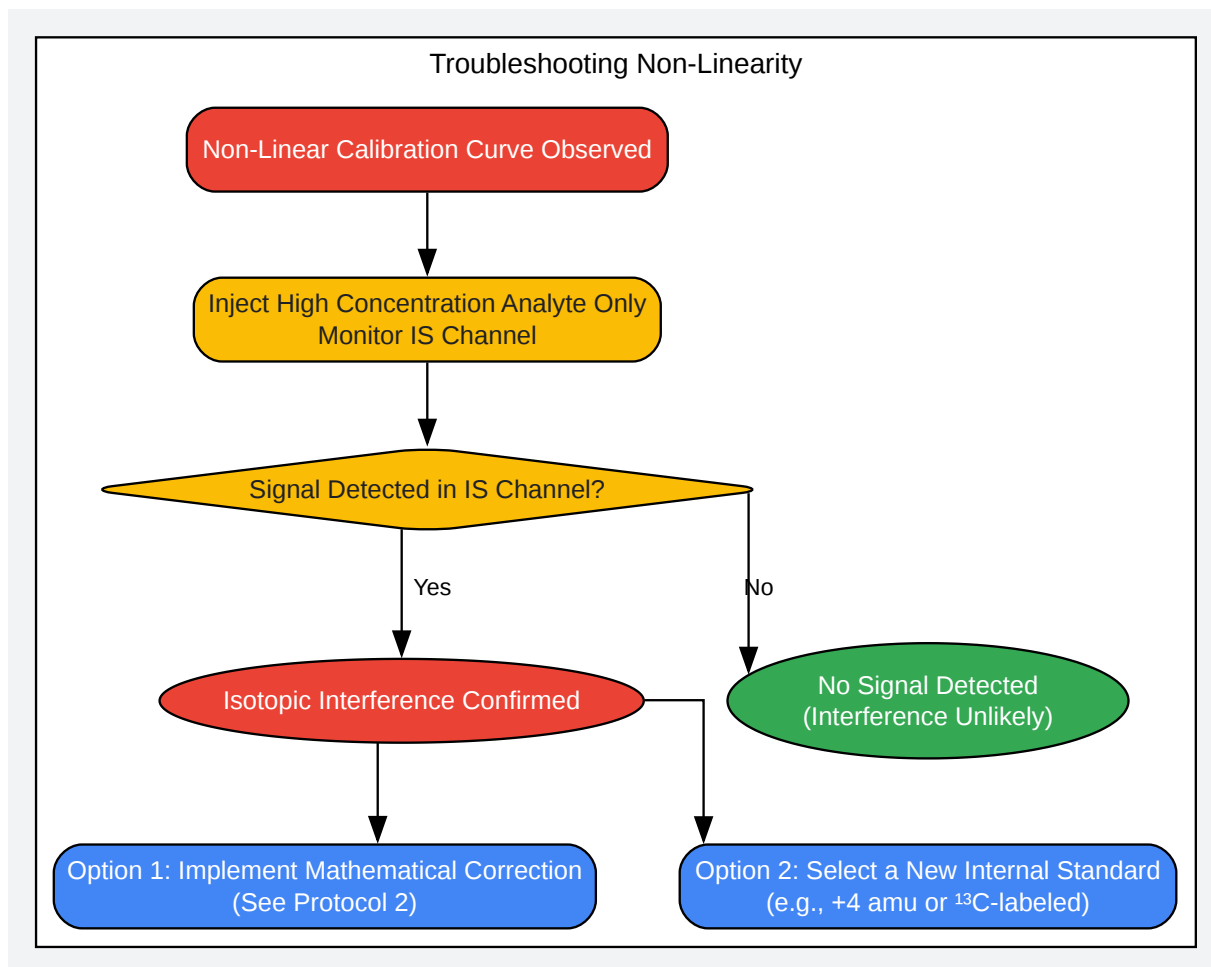 Troubleshooting Non-Linearity
Non-Linear Calibration Curve Observed
Inject High Concentration Analyte Only
Monitor IS Channel
Signal Detected in IS Channel?
Yes
No
Isotopic Interference Confirmed
No Signal Detected
(Interference Unlikely)
Option 1: Implement Mathematical Correction
(See Protocol 2)
Option 2: Select a New Internal Standard
(e.g., +4 amu or ¹³C-labeled)